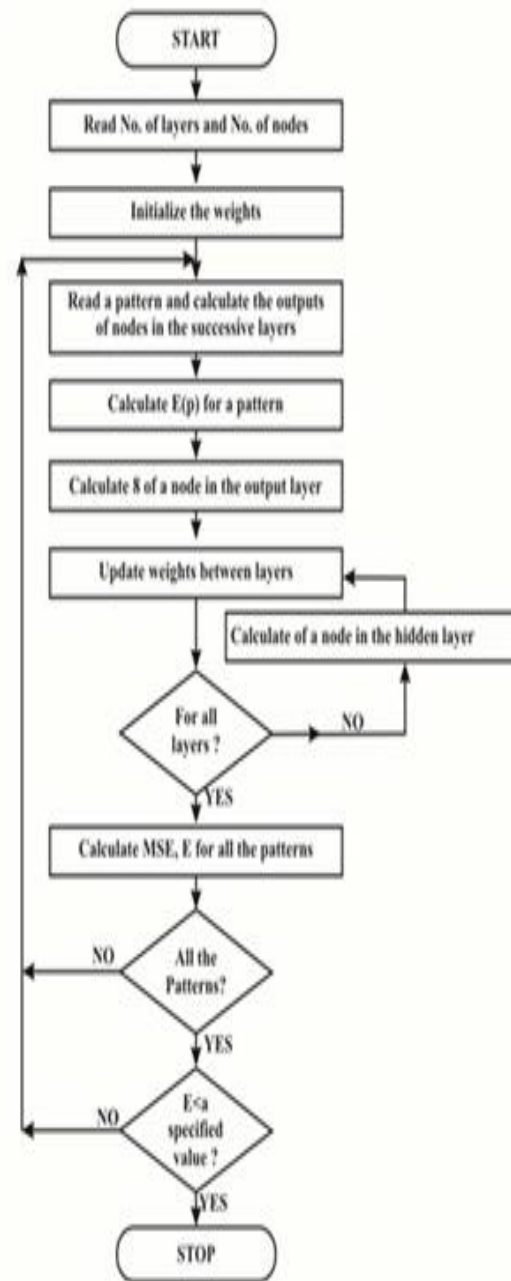 START
Read No. of layers and No. of nodes
Initialize the weights
Read a pattern and calculate the outputs
of nodes in the successive layers
Calculate E(p) for a pattern
Calculate 8 of a node in the output layer
Update weights between layers
Calculate of a node in the hidden layer
For all
layers ?
NO
YES
Calculate MSE, E for all the patterns
NO
All the
Patterns?
YES
NO
E<a
specified
value ?
YES
STOP